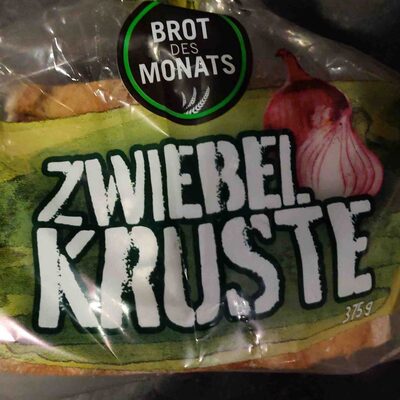 BROT
DES
MONATS
ZWIEBEL
KRUSTE
375g